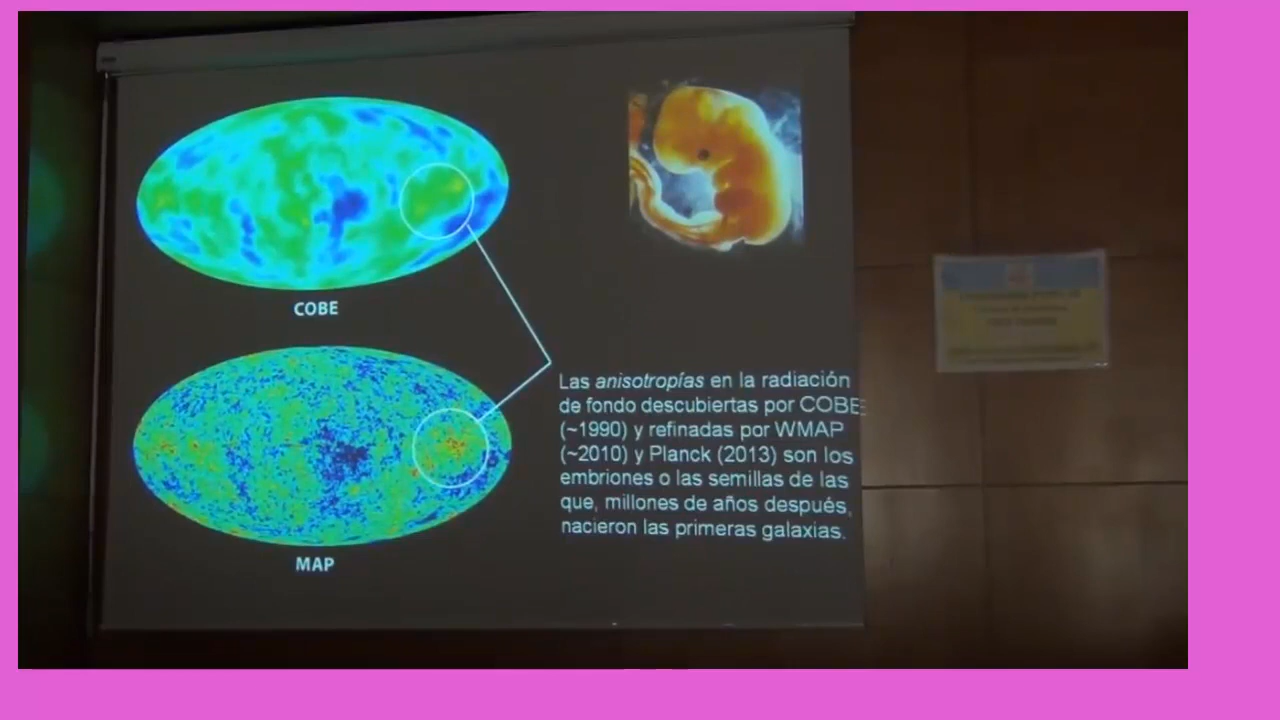 COBE
MAP
Las anisotropías en la radiación
de fondo descubiertas por COBE
(~1990) y refinadas por WMAP
(~2010) y Planck (2013) son los
embriones o las semillas de las
que, millones de años después,
nacieron las primeras galaxias.